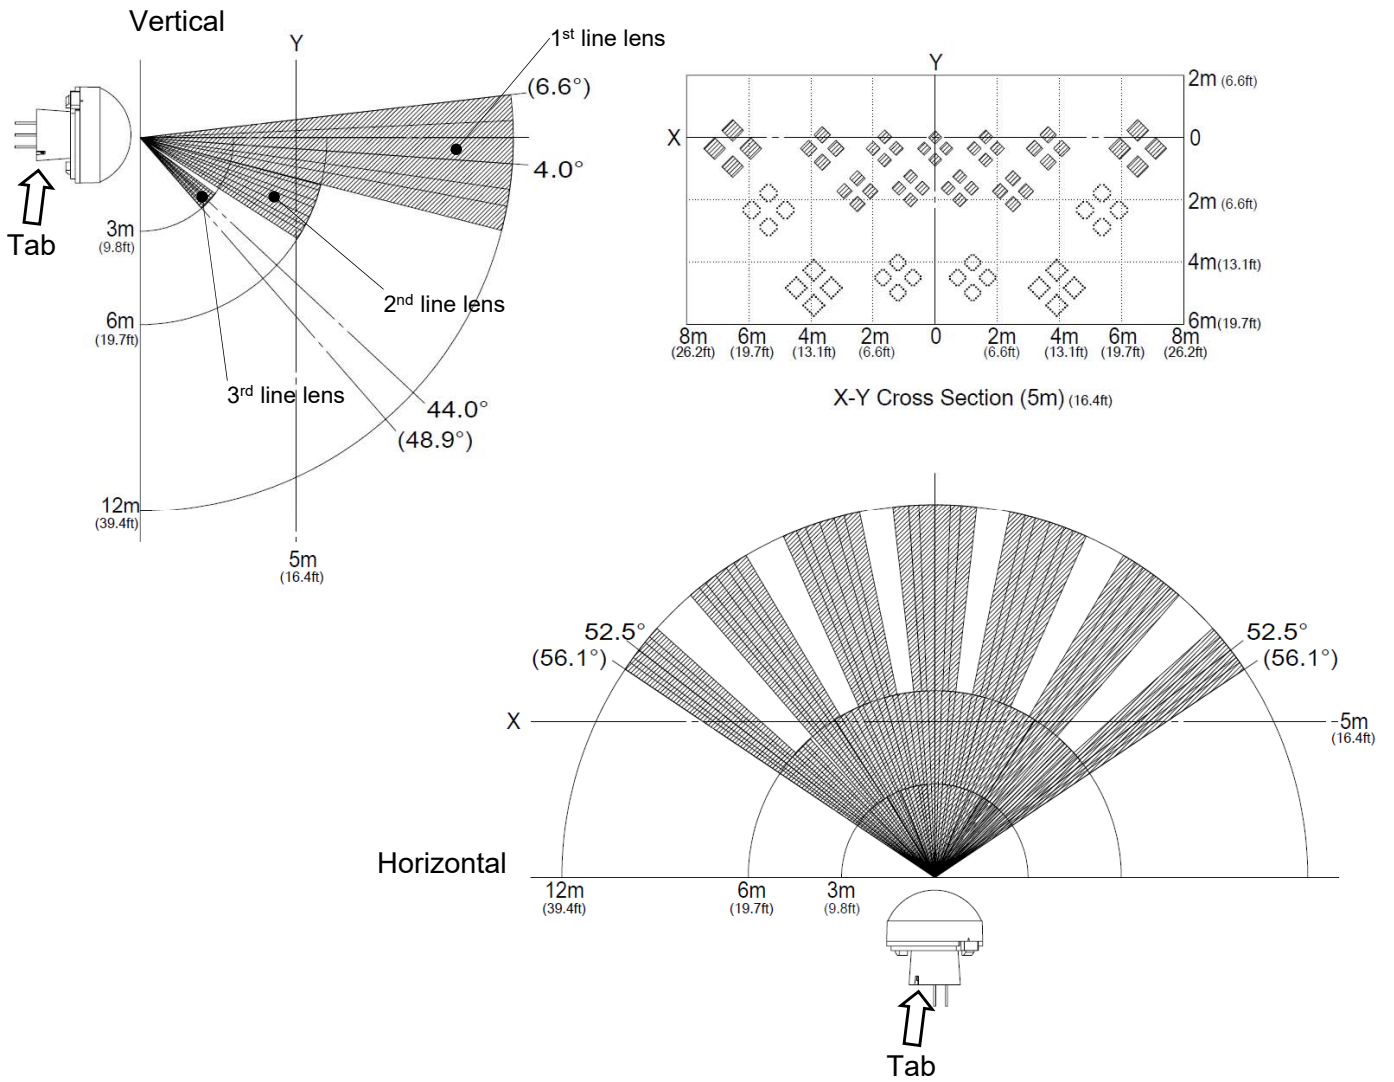 Vertical
Y
1st line lens
(6.6°)
4.0°
Tab
3m
(9.8ft)
2nd line lens
6m
(19.7ft)
3rd line lens
44.0°
(48.9°)
12m
(39.4ft)
5m
(16.4ft)
Y
2m (6.6ft)
X
0
2m (6.6ft)
4m (13.1ft)
6m (19.7ft)
8m 6m 4m 2m 0 2m 4m 6m 8m
(26.2ft) (19.7ft) (13.1ft) (6.6ft) (6.6ft) (13.1ft) (19.7ft) (26.2ft)
X-Y Cross Section (5m) (16.4ft)
52.5° 52.5°
(56.1°) (56.1°)
X 5m
(16.4ft)
Horizontal
12m 6m 3m
(39.4ft) (19.7ft) (9.8ft)
Tab